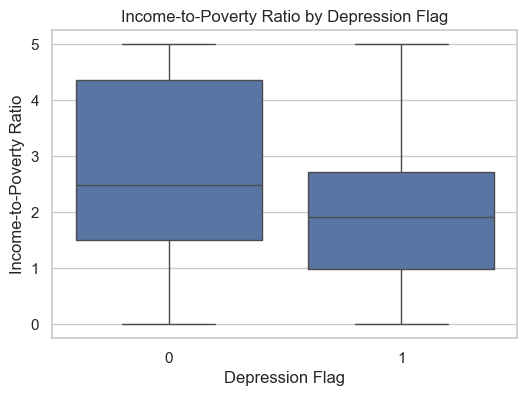 Income-to-Poverty Ratio by Depression Flag
Income-to-Poverty Ratio
5
4
3
2
1
0
0
1
Depression Flag